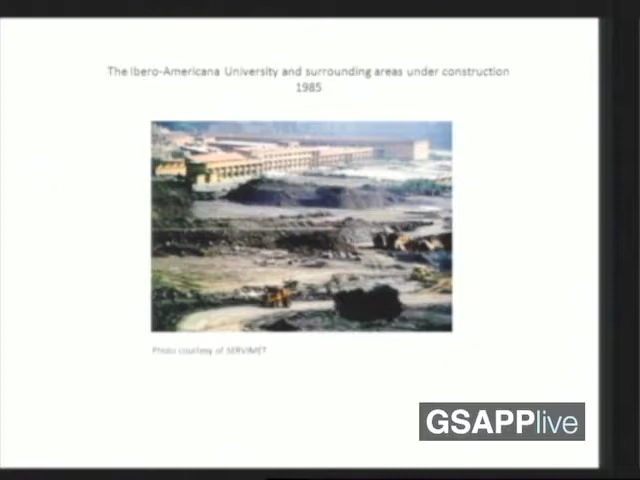 The Ibero-Americana University and surrounding areas under construction
1985
Photo courtesy of SERVIMET
GSAPPlive